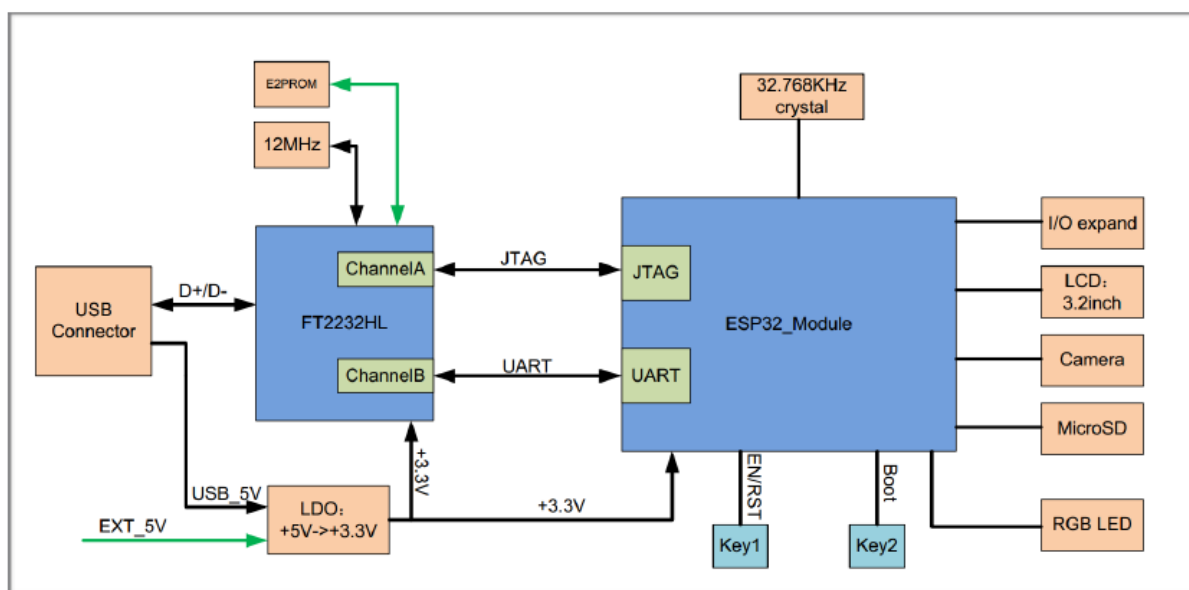 E2PROM
12MHz
32.768KHz
crystal
USB
Connector
D+/D-
FT2232HL
ChannelA
ChannelB
JTAG
UART
JTAG
UART
ESP32_Module
I/O expand
LCD：
3.2inch
Camera
MicroSD
RGB LED
USB_5V
EXT_5V
LDO：
+5V->+3.3V
+3.3V
+3.3V
EN/RST
Boot
Key1
Key2